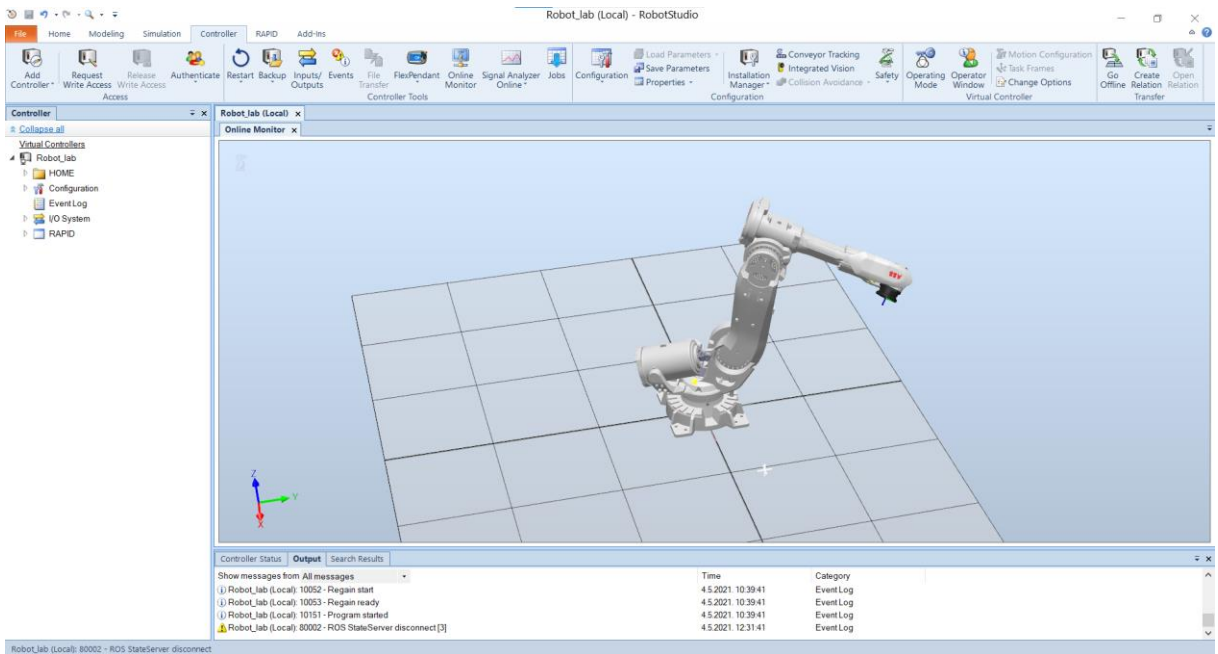 Robot_lab (Local) - RobotStudio
File Home Modeling Simulation Controller RAPID Add-Ins
Add Controller
Request Write Access
Release Write Access
Authenticate
Access
Restart
Backup
Inputs/ Outputs
Events
File Transfer
FlexPendant
Online Monitor
Signal Analyzer Online
Jobs
Controller Tools
Configuration
Load Parameters
Save Parameters
Properties
Installation Manager
Conveyor Tracking
Integrated Vision
Collision Avoidance
Safety
Configuration
Operating Mode
Operator Window
Motion Configuration
Task Frames
Change Options
Virtual Controller
Go Offline
Create Relation
Open Relation
Transfer
Controller
Collapse all
Virtual Controllers
Robot_lab
HOME
Configuration
Event Log
I/O System
RAPID
Robot_lab (Local)
Online Monitor
Z
Y
X
Controller Status Output Search Results
Show messages from All messages Time Category
Robot_lab (Local): 10052 - Regain start 4.5.2021. 10:39:41 Event Log
Robot_lab (Local): 10053 - Regain ready 4.5.2021. 10:39:41 Event Log
Robot_lab (Local): 10151 - Program started 4.5.2021. 10:39:41 Event Log
Robot_lab (Local): 80002 - ROS StateServer disconnect [3] 4.5.2021. 12:31:41 Event Log
Robot_lab (Local): 80002 - ROS StateServer disconnect